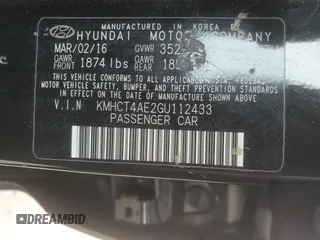 MADE IN KOREA BY
HYUNDAI MOTOR COMPANY
MAR/02/16 GVWR 352
GAWR FRONT 1874 lbs GAWR REAR 18
THIS VEHICLE CONFORMS TO ALL APPLICABLE
FEDERAL MOTOR VEHICLE SAFETY, BUMPER,
AND THEFT PREVENTION STANDARDS IN EFFECT ON
THE DATE OF MANUFACTURE SHOWN ABOVE.
V.I.N KMHCT4AE2GU112433
PASSENGER CAR
DREAMBID